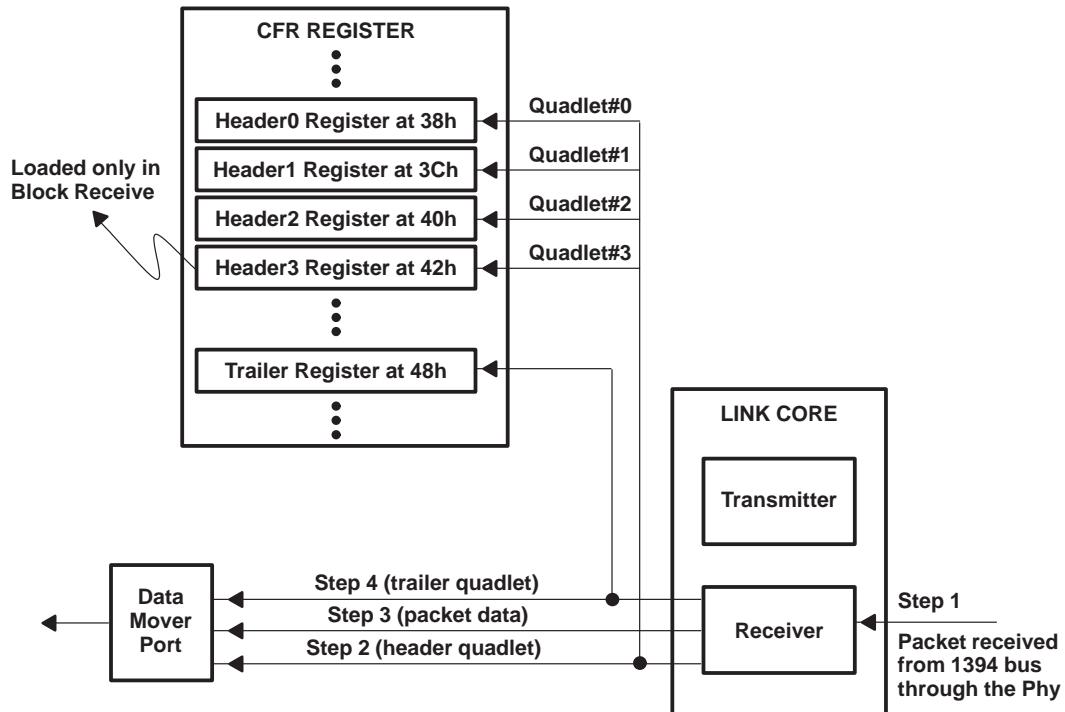 CFR REGISTER
Header0 Register at 38h
Quadlet#0
Header1 Register at 3Ch
Quadlet#1
Loaded only in
Block Receive
Header2 Register at 40h
Quadlet#2
Header3 Register at 42h
Quadlet#3
Trailer Register at 48h
LINK CORE
Transmitter
Data
Mover
Port
Step 4 (trailer quadlet)
Step 3 (packet data)
Step 2 (header quadlet)
Receiver
Step 1
Packet received
from 1394 bus
through the Phy